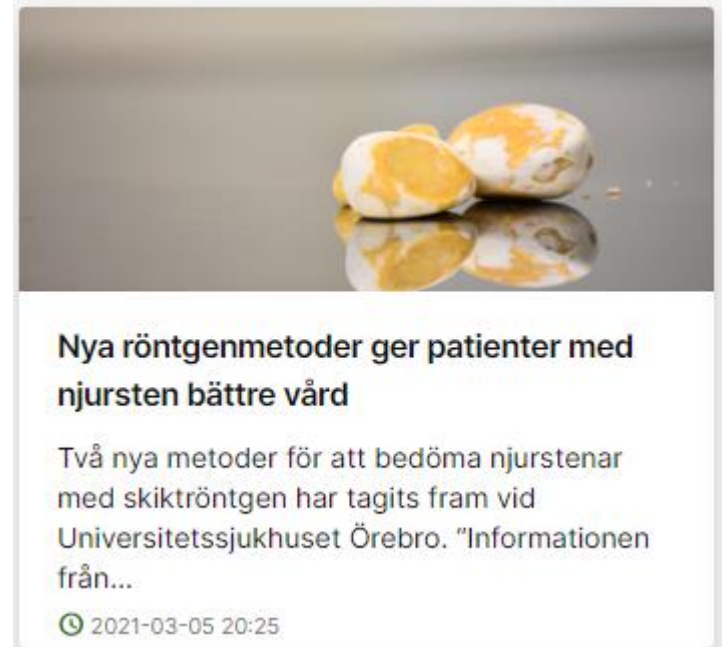 Nya röntgenmetoder ger patienter med
njursten bättre vård
Två nya metoder för att bedöma njurstenar
med skiktröntgen har tagits fram vid
Universitetssjukhuset Örebro. ”Informationen
från...
2021-03-05 20:25